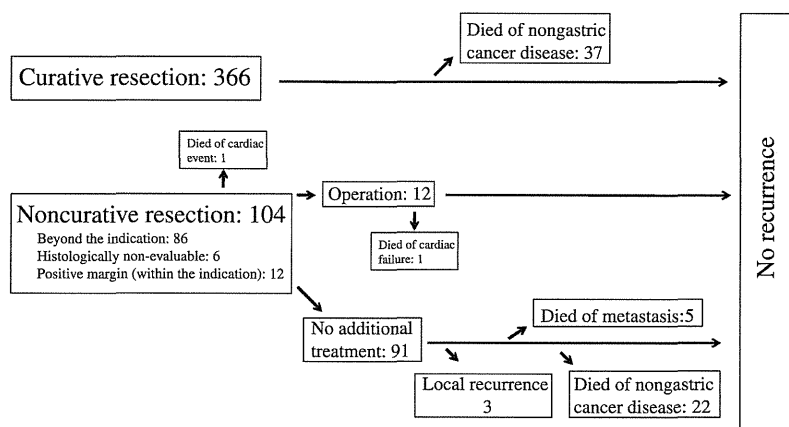 Died of nongastric
cancer disease: 37
Curative resection: 366
Died of cardiac
event: 1
Noncurative resection: 104
Beyond the indication: 86
Histologically non-evaluable: 6
Positive margin (within the indication): 12
Operation: 12
Died of cardiac
failure: 1
No additional
treatment: 91
Died of metastasis:5
Local recurrence
3
Died of nongastric
cancer disease: 22
No recurrence